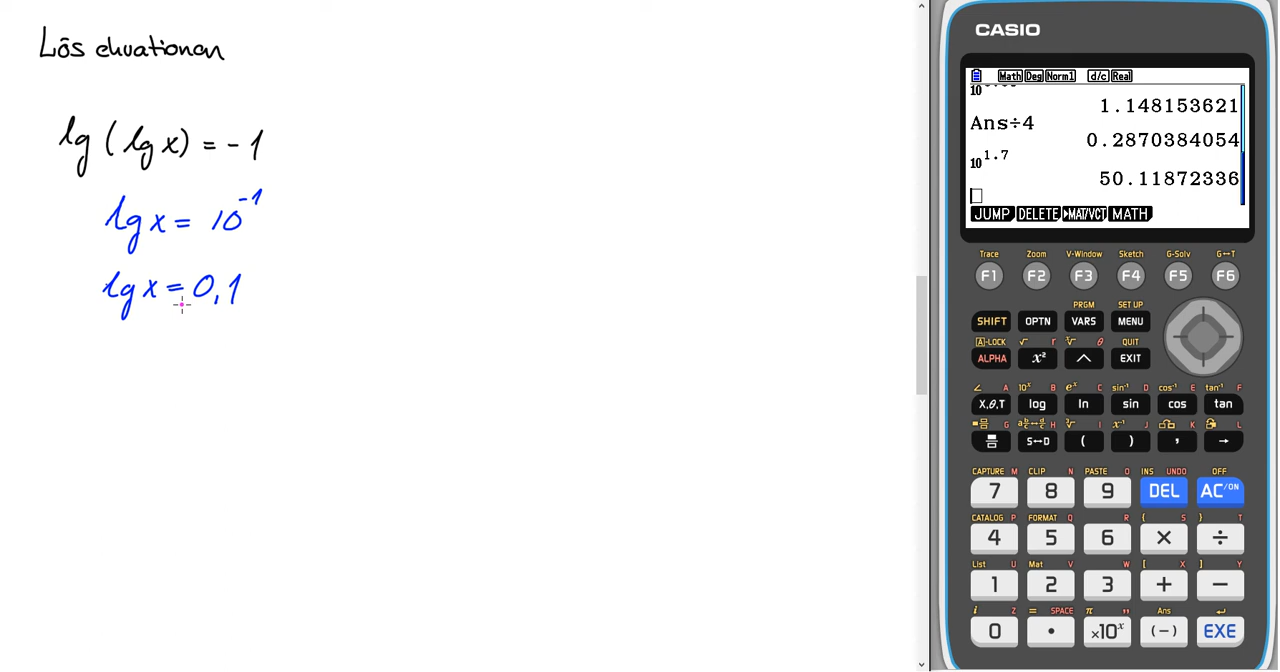 Lös ekvationen
lg (lg x) = -1
lg x = 10^-1
lg x = 0,1
CASIO
Math Deg Norm1 d/c Real
1.148153621
Ans÷4
0.2870384054
10^1.7
50.11872336
JUMP DELETE ▶MAT/VCT MATH
Trace Zoom V-Window Sketch G-Solv G↔T
F1 F2 F3 F4 F5 F6
PRGM SET UP
SHIFT OPTN VARS MENU
A-LOCK √ r ∛ θ QUIT
ALPHA x² ^ EXIT
∠ A 10ˣ B eˣ C sin⁻¹ D cos⁻¹ E tan⁻¹ F
X,θ,T log ln sin cos tan
G H I x⁻¹ J K L
S↔D ( ) , →
CAPTURE M CLIP N PASTE O INS UNDO OFF
7 8 9 DEL AC/ON
CATALOG P FORMAT Q R { S } T
4 5 6 × ÷
List U Mat V W [ X ] Y
1 2 3 + −
i Z = SPACE π " Ans ↵
0 • ×10ˣ (−) EXE